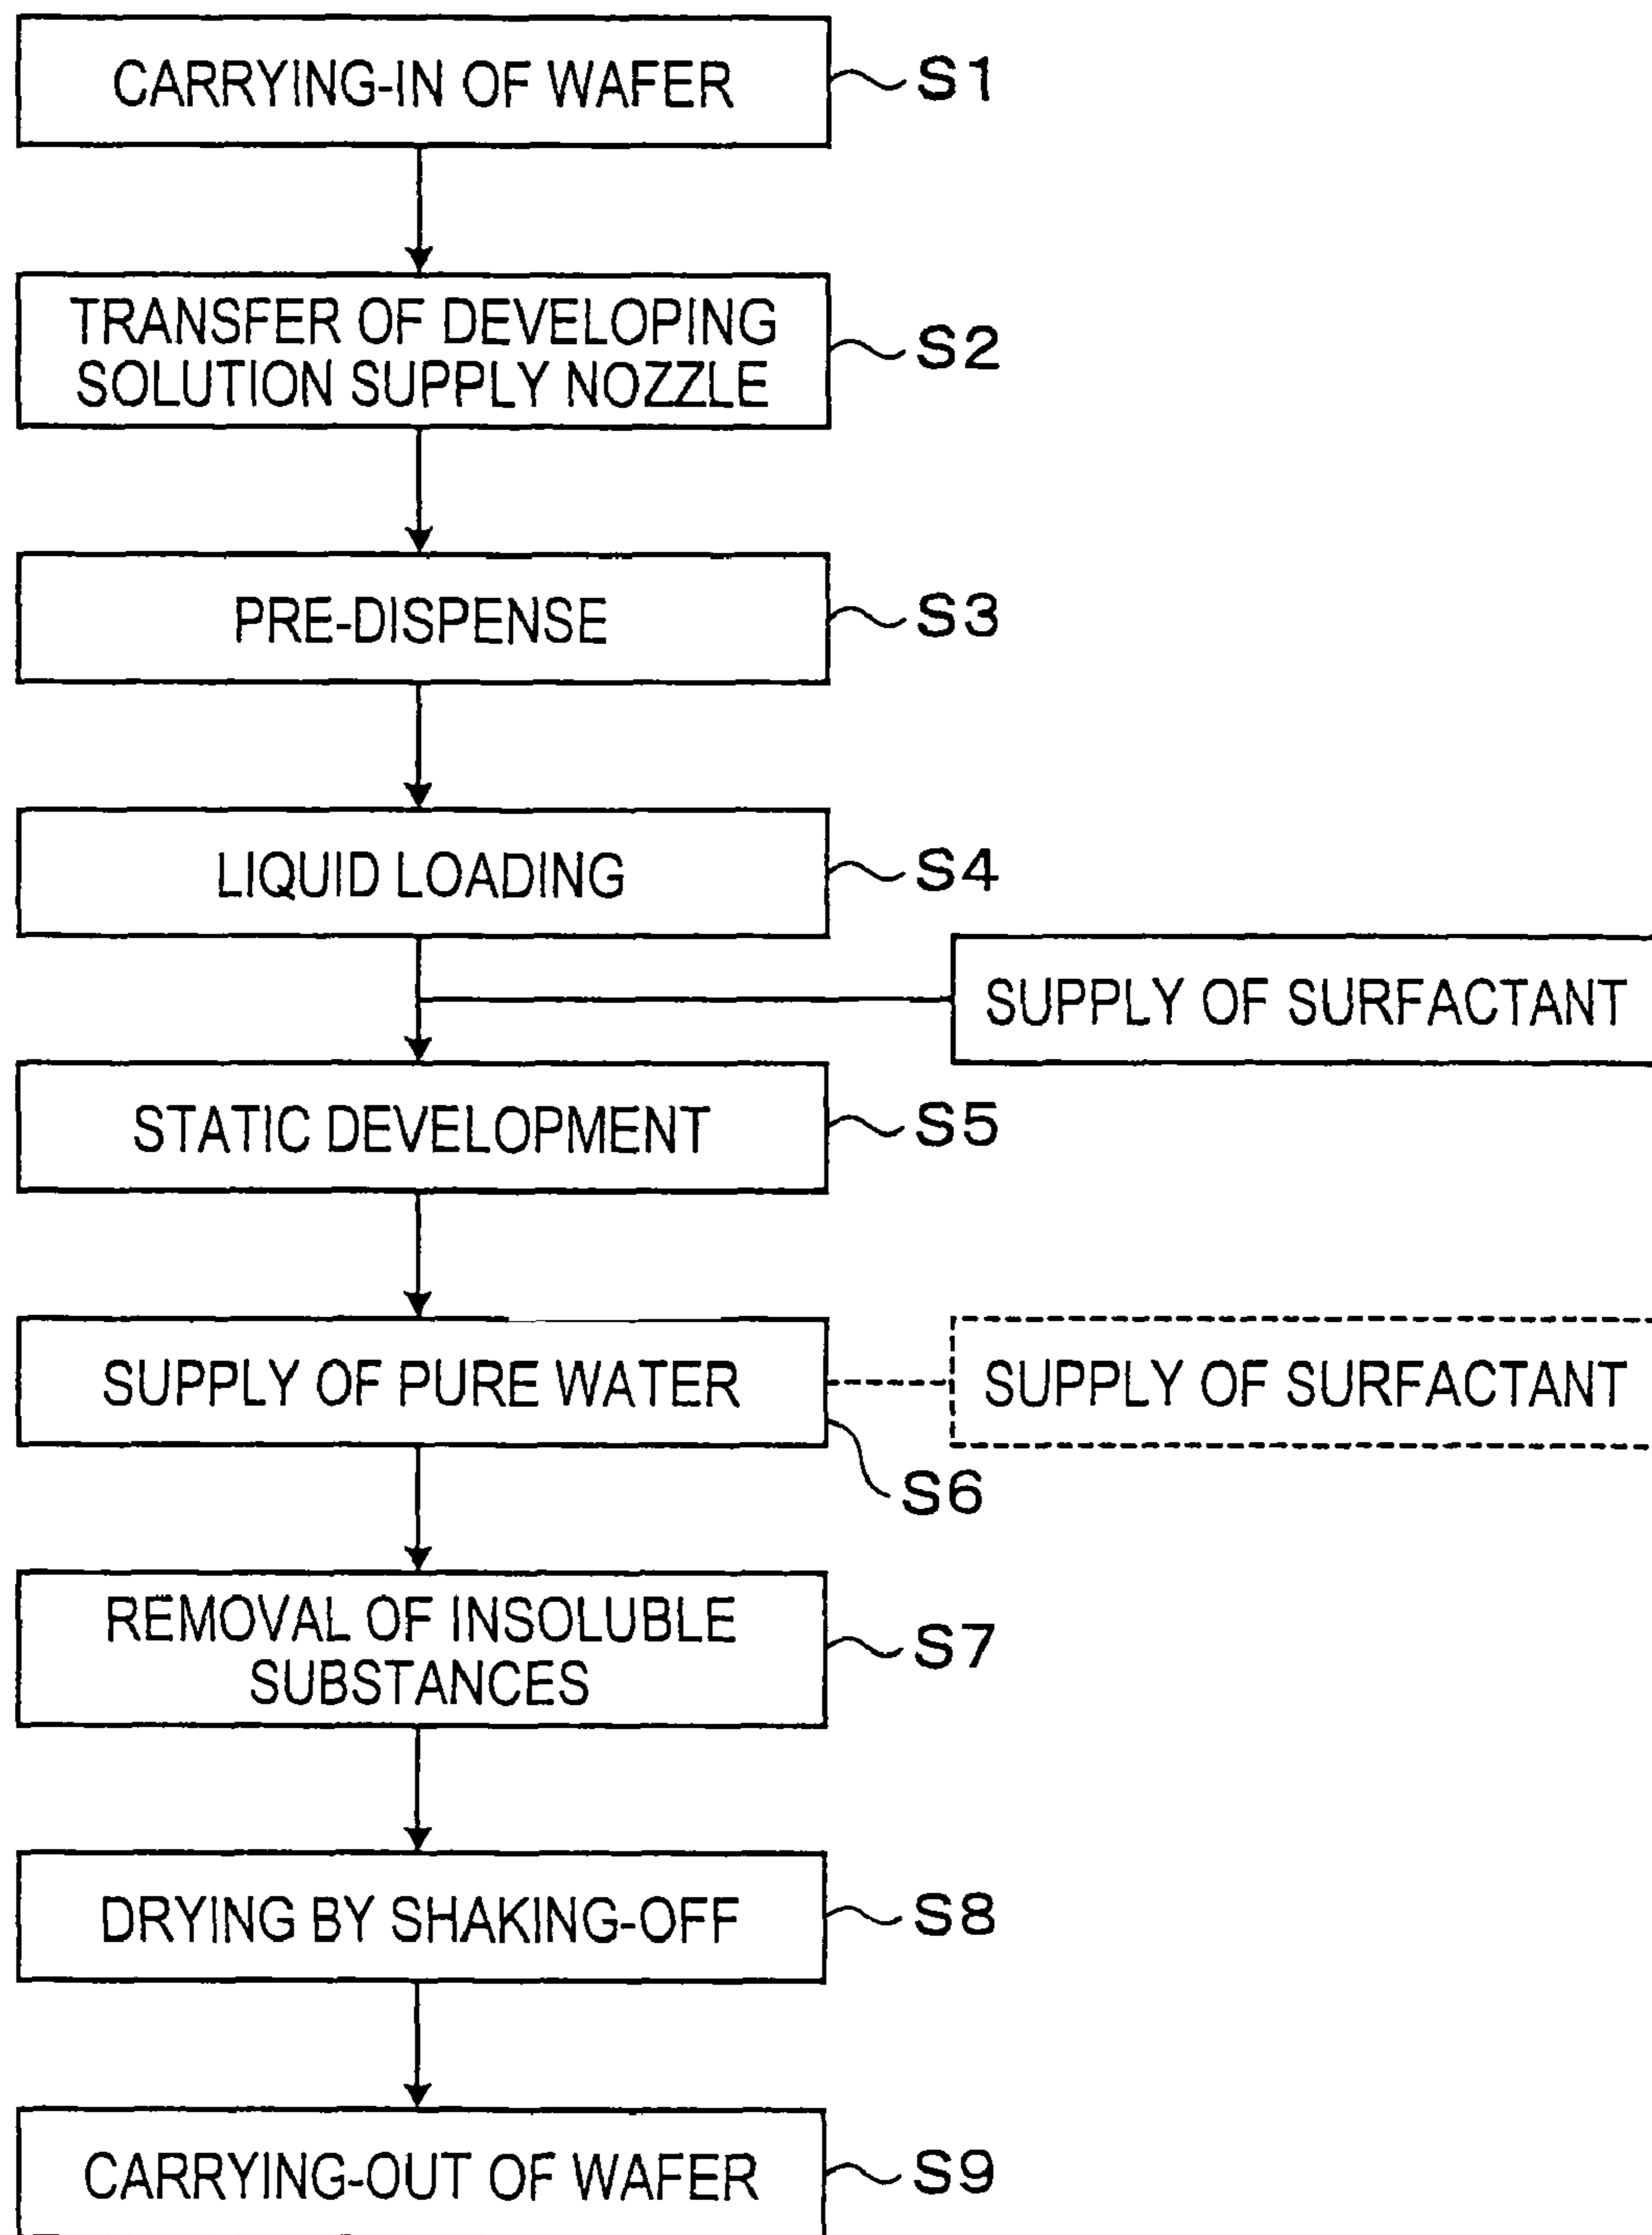 CARRYING-IN OF WAFER
S1
TRANSFER OF DEVELOPING
SOLUTION SUPPLY NOZZLE
S2
PRE-DISPENSE
S3
LIQUID LOADING
S4
SUPPLY OF SURFACTANT
STATIC DEVELOPMENT
S5
SUPPLY OF PURE WATER
SUPPLY OF SURFACTANT
S6
REMOVAL OF INSOLUBLE
SUBSTANCES
S7
DRYING BY SHAKING-OFF
S8
CARRYING-OUT OF WAFER
S9